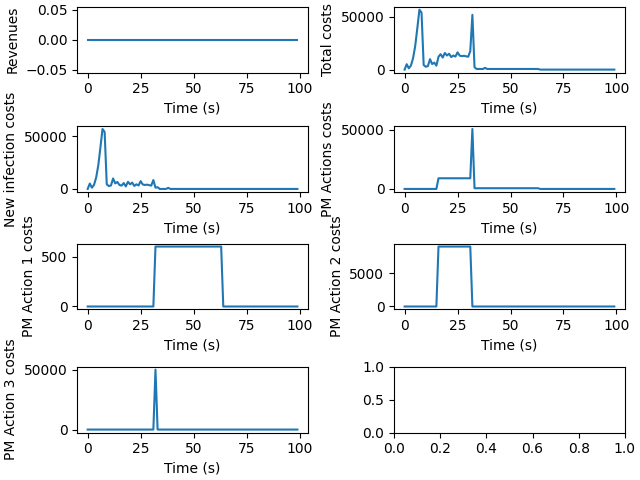 Revenues
0.05
0.00
−0.05
0 25 50 75 100
Time (s)
Total costs
50000
0
0 25 50 75 100
Time (s)
New infection costs
50000
0
0 25 50 75 100
Time (s)
PM Actions costs
50000
0
0 25 50 75 100
Time (s)
PM Action 1 costs
500
0
0 25 50 75 100
Time (s)
PM Action 2 costs
5000
0
0 25 50 75 100
Time (s)
PM Action 3 costs
50000
0
0 25 50 75 100
Time (s)
1.0
0.5
0.0
0.0 0.2 0.4 0.6 0.8 1.0